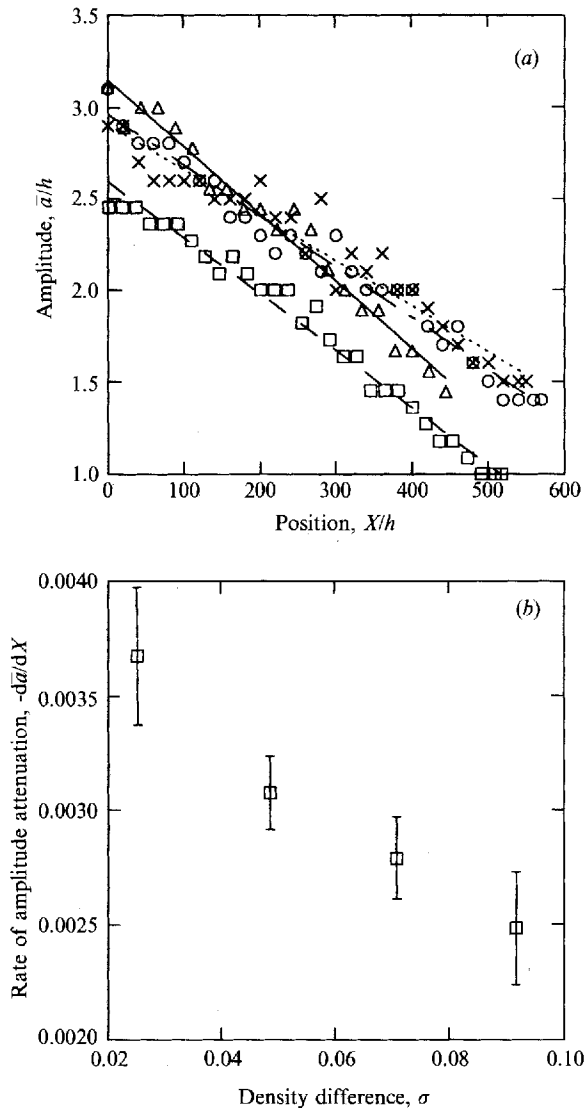 3.5
(a)
3.0
2.5
2.0
1.5
1.0
Amplitude, a̅/h
0 100 200 300 400 500 600
Position, X/h
0.0040
(b)
0.0035
0.0030
0.0025
0.0020
Rate of amplitude attenuation, -da̅/dX
0.02 0.04 0.06 0.08 0.10
Density difference, σ